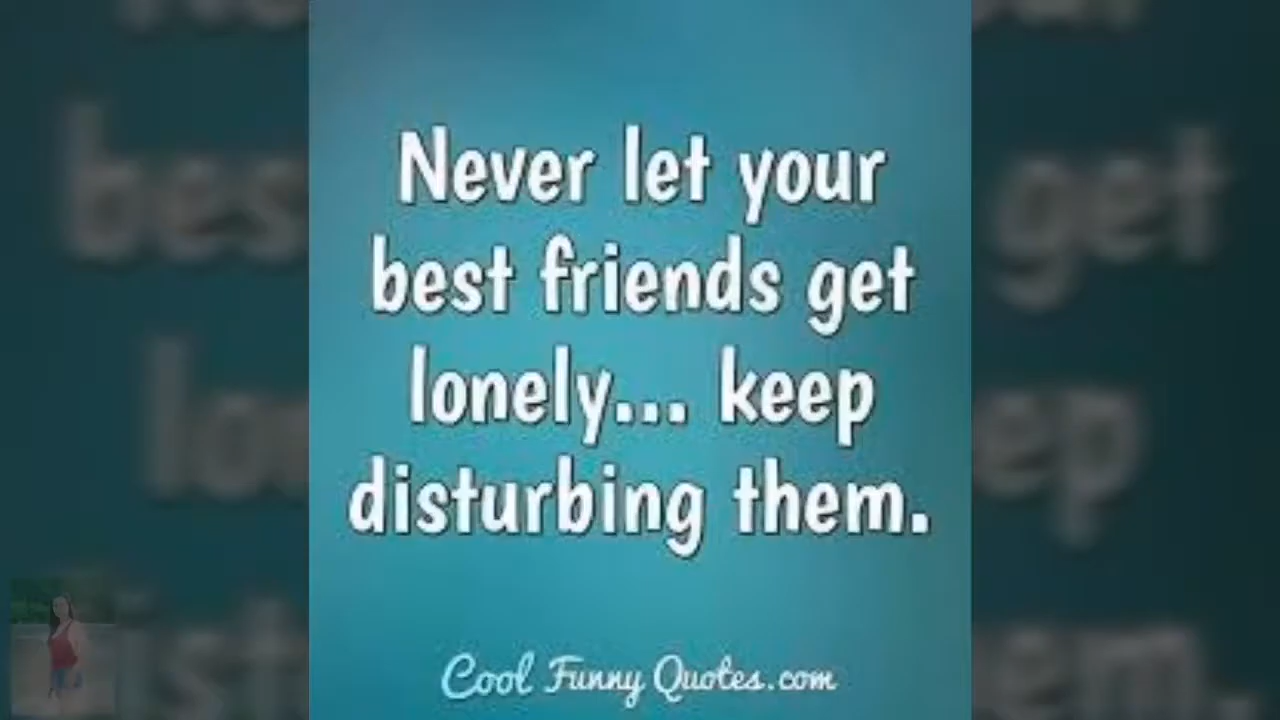 Never let your
best friends get
lonely... keep
disturbing them.
Cool Funny Quotes.com